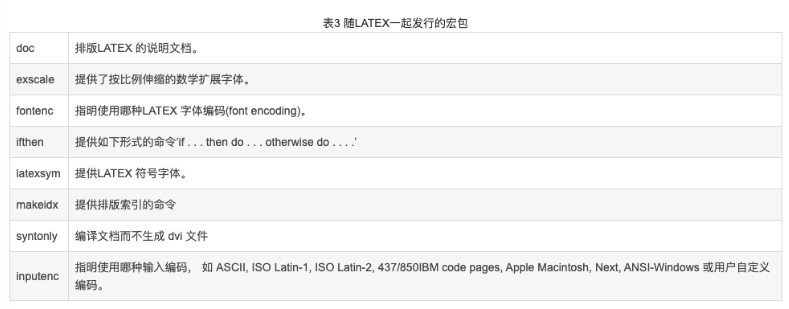 表3 随LATEX一起发行的宏包
doc 排版LATEX 的说明文档。
exscale 提供了按比例伸缩的数学扩展字体。
fontenc 指明使用哪种LATEX 字体编码(font encoding)。
ifthen 提供如下形式的命令‘if . . . then do . . . otherwise do . . . .’
latexsym 提供LATEX 符号字体。
makeidx 提供排版索引的命令
syntonly 编译文档而不生成 dvi 文件
inputenc 指明使用哪种输入编码， 如 ASCII, ISO Latin-1, ISO Latin-2, 437/850IBM code pages, Apple Macintosh, Next, ANSI-Windows 或用户自定义
编码。